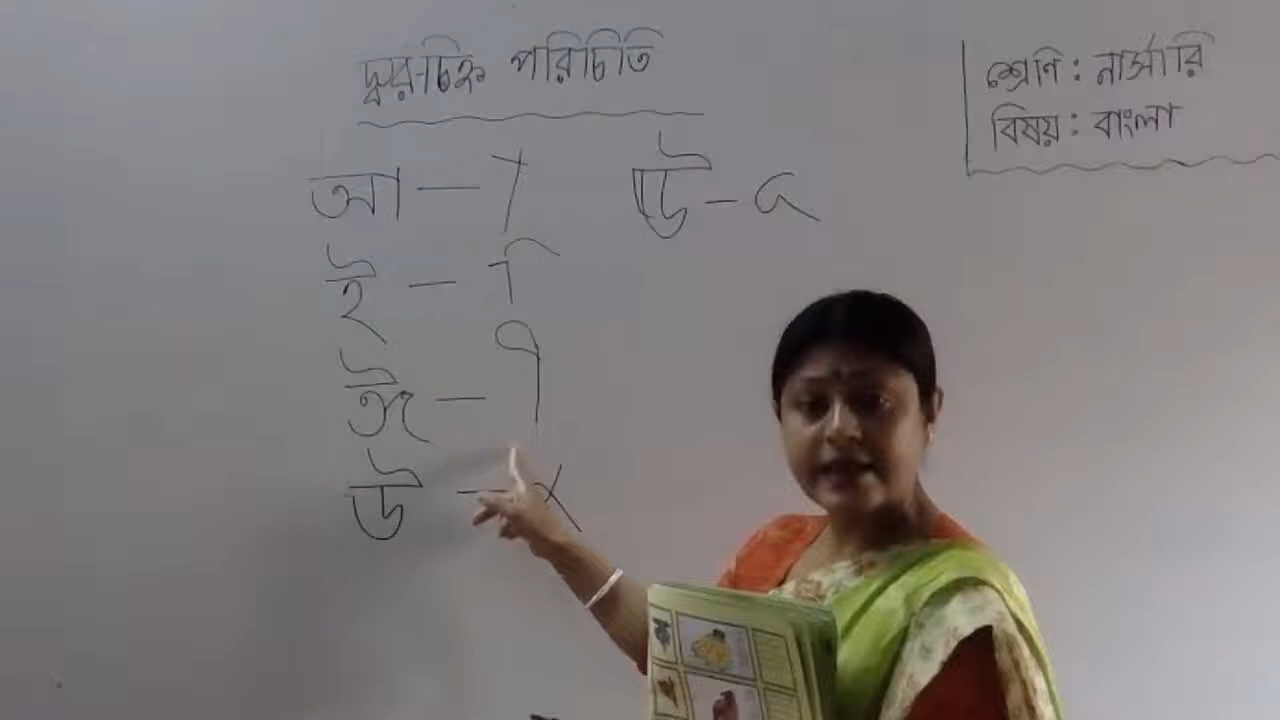 স্বরচিহ্ন পরিচিতি
শ্রেণি : নার্সারি
বিষয় : বাংলা
আ — া
ই — ি
ঈ — ী
উ — ু
ঊ — ূ